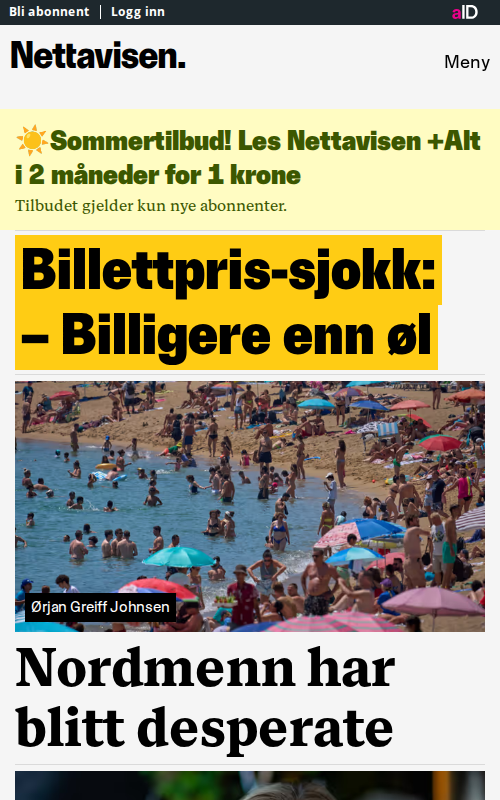 Bli abonnent
Logg inn
aID
Nettavisen.
Meny
Sommertilbud! Les Nettavisen +Alt
i 2 måneder for 1 krone
Tilbudet gjelder kun nye abonnenter.
Billettpris-sjokk:
– Billigere enn øl
Ørjan Greiff Johnsen
Nordmenn har
blitt desperate